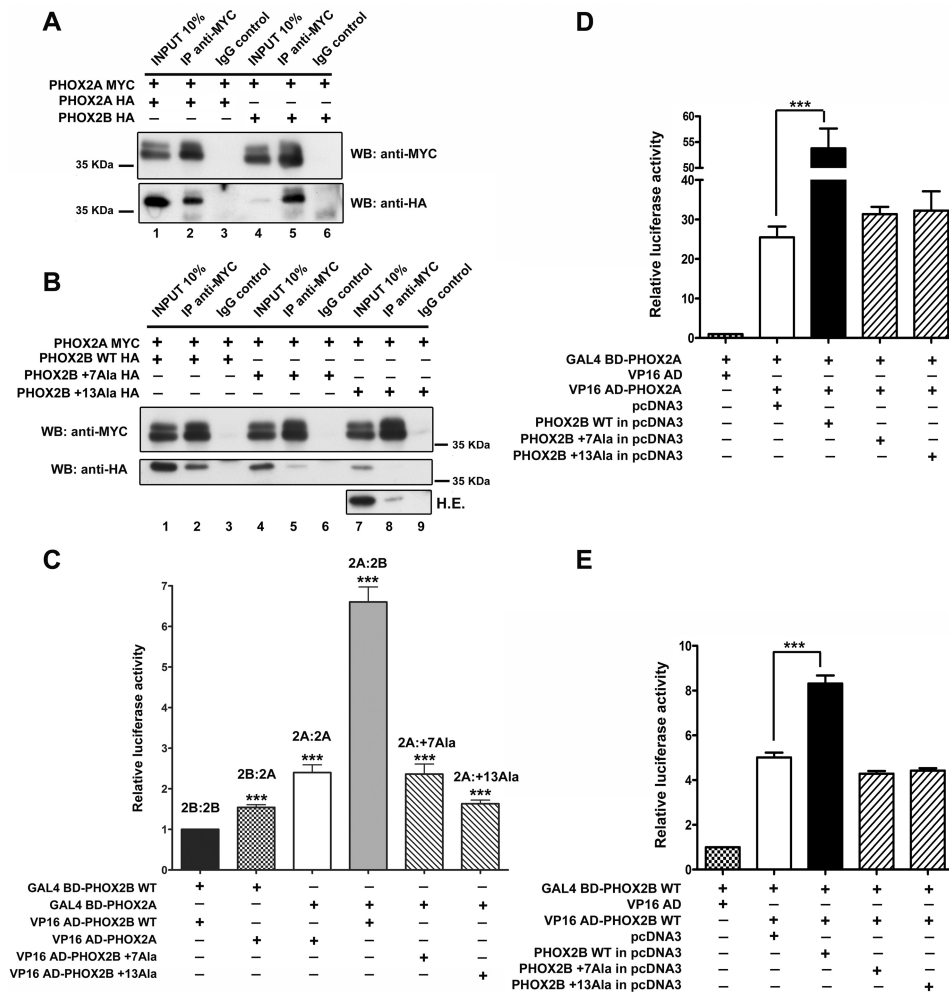 A
INPUT 10%
IP anti-MYC
IgG control
INPUT 10%
IP anti-MYC
IgG control
PHOX2A MYC + + + + + +
PHOX2A HA + + + – – –
PHOX2B HA – – – + + +
35 KDa
WB: anti-MYC
35 KDa
WB: anti-HA
1 2 3 4 5 6
B
INPUT 10%
IP anti-MYC
IgG control
INPUT 10%
IP anti-MYC
IgG control
INPUT 10%
IP anti-MYC
IgG control
PHOX2A MYC + + + + + + + + +
PHOX2B WT HA + + + – – – – – –
PHOX2B +7Ala HA – – – + + + – – –
PHOX2B +13Ala HA – – – – – – + + +
WB: anti-MYC
35 KDa
WB: anti-HA
35 KDa
H.E.
1 2 3 4 5 6 7 8 9
C
Relative luciferase activity
7
6
5
4
3
2
1
0
2B:2B
2B:2A
***
2A:2A
***
2A:2B
***
2A:+7Ala
***
2A:+13Ala
***
GAL4 BD-PHOX2B WT + + – – – –
GAL4 BD-PHOX2A – – + + + +
VP16 AD-PHOX2B WT + – – + – –
VP16 AD-PHOX2A – + + – – –
VP16 AD-PHOX2B +7Ala – – – – + –
VP16 AD-PHOX2B +13Ala – – – – – +
D
Relative luciferase activity
60
55
50
40
30
20
10
0
***
GAL4 BD-PHOX2A + + + + +
VP16 AD + – – – –
VP16 AD-PHOX2A – + + + +
pcDNA3 – + – – –
PHOX2B WT in pcDNA3 – – + – –
PHOX2B +7Ala in pcDNA3 – – – + –
PHOX2B +13Ala in pcDNA3 – – – – +
E
Relative luciferase activity
10
8
6
4
2
0
***
GAL4 BD-PHOX2B WT + + + + +
VP16 AD + – – – –
VP16 AD-PHOX2B WT – + + + +
pcDNA3 – + – – –
PHOX2B WT in pcDNA3 – – + – –
PHOX2B +7Ala in pcDNA3 – – – + –
PHOX2B +13Ala in pcDNA3 – – – – +